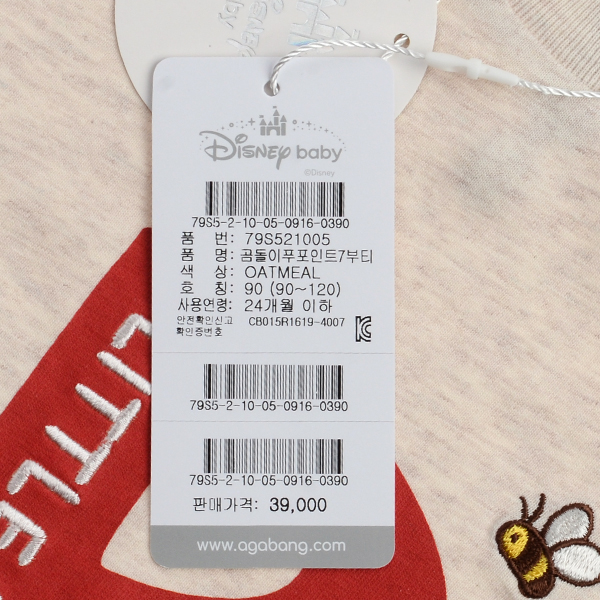 Disney baby
©Disney
79S5-2-10-05-0916-0390
품 번: 79S521005
품 명: 곰돌이푸포인트7부티
색 상: OATMEAL
호 칭: 90 (90~120)
사용연령: 24개월 이하
안전확인신고 CB015R1619-4007
확인증번호
79S5-2-10-05-0916-0390
79S5-2-10-05-0916-0390
판매가격: 39,000
www.agabang.com
LITTLE